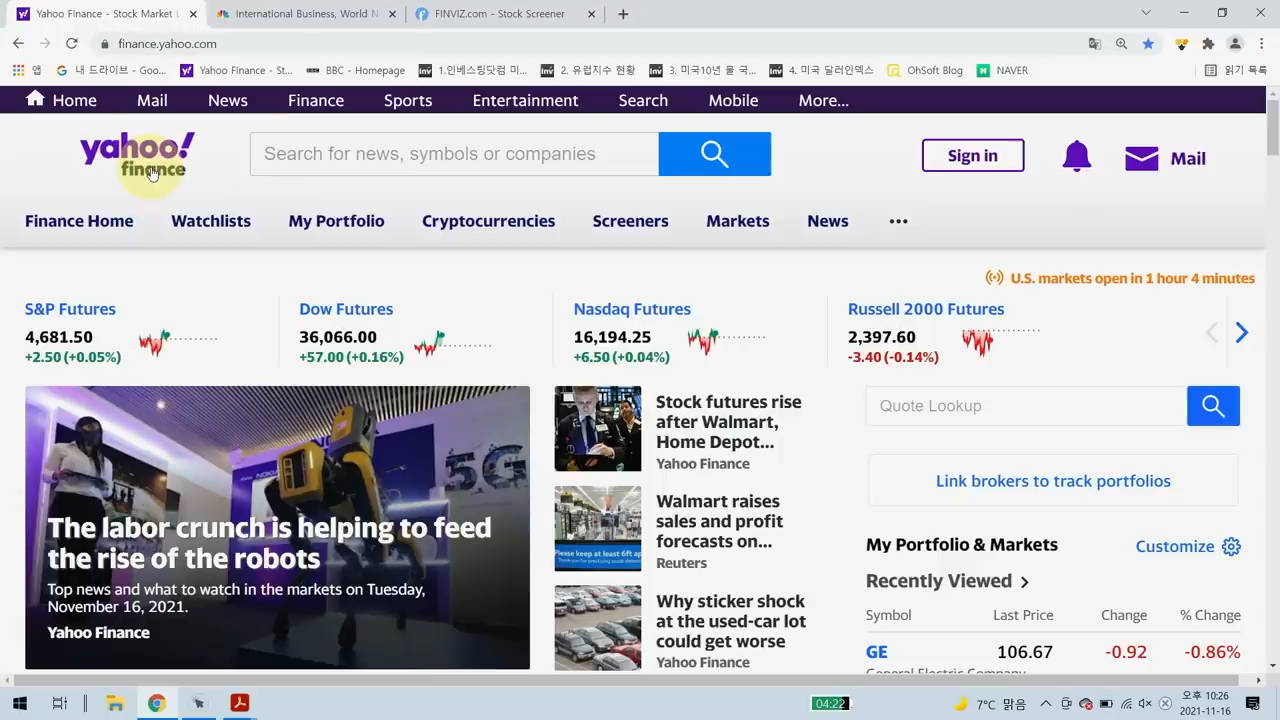 Yahoo Finance - Stock Market L
International Business, World N
FINVIZ.com - Stock Screener
finance.yahoo.com
앱
내 드라이브 - Goo...
Yahoo Finance - St...
BBC - Homepage
1.인베스팅닷컴 미...
2. 유럽지수 현황
3. 미국10년 물 국...
4. 미국 달러인덱스
OhSoft Blog
NAVER
읽기 목록
Home
Mail
News
Finance
Sports
Entertainment
Search
Mobile
More...
yahoo!
finance
Search for news, symbols or companies
Sign in
Mail
Finance Home
Watchlists
My Portfolio
Cryptocurrencies
Screeners
Markets
News
U.S. markets open in 1 hour 4 minutes
S&P Futures
4,681.50
+2.50 (+0.05%)
Dow Futures
36,066.00
+57.00 (+0.16%)
Nasdaq Futures
16,194.25
+6.50 (+0.04%)
Russell 2000 Futures
2,397.60
-3.40 (-0.14%)
NOKIA
5G
The labor crunch is helping to feed
the rise of the robots
Top news and what to watch in the markets on Tuesday,
November 16, 2021.
Yahoo Finance
Stock futures rise
after Walmart,
Home Depot...
Yahoo Finance
Please keep at least 6ft
Walmart raises
sales and profit
forecasts on...
Reuters
Why sticker shock
at the used-car lot
could get worse
Yahoo Finance
Quote Lookup
Link brokers to track portfolios
My Portfolio & Markets
Customize
Recently Viewed
Symbol
Last Price
Change
% Change
GE
106.67
-0.92
-0.86%
General Electric Company
04:22
7°C 맑음
오후 10:26
2021-11-16